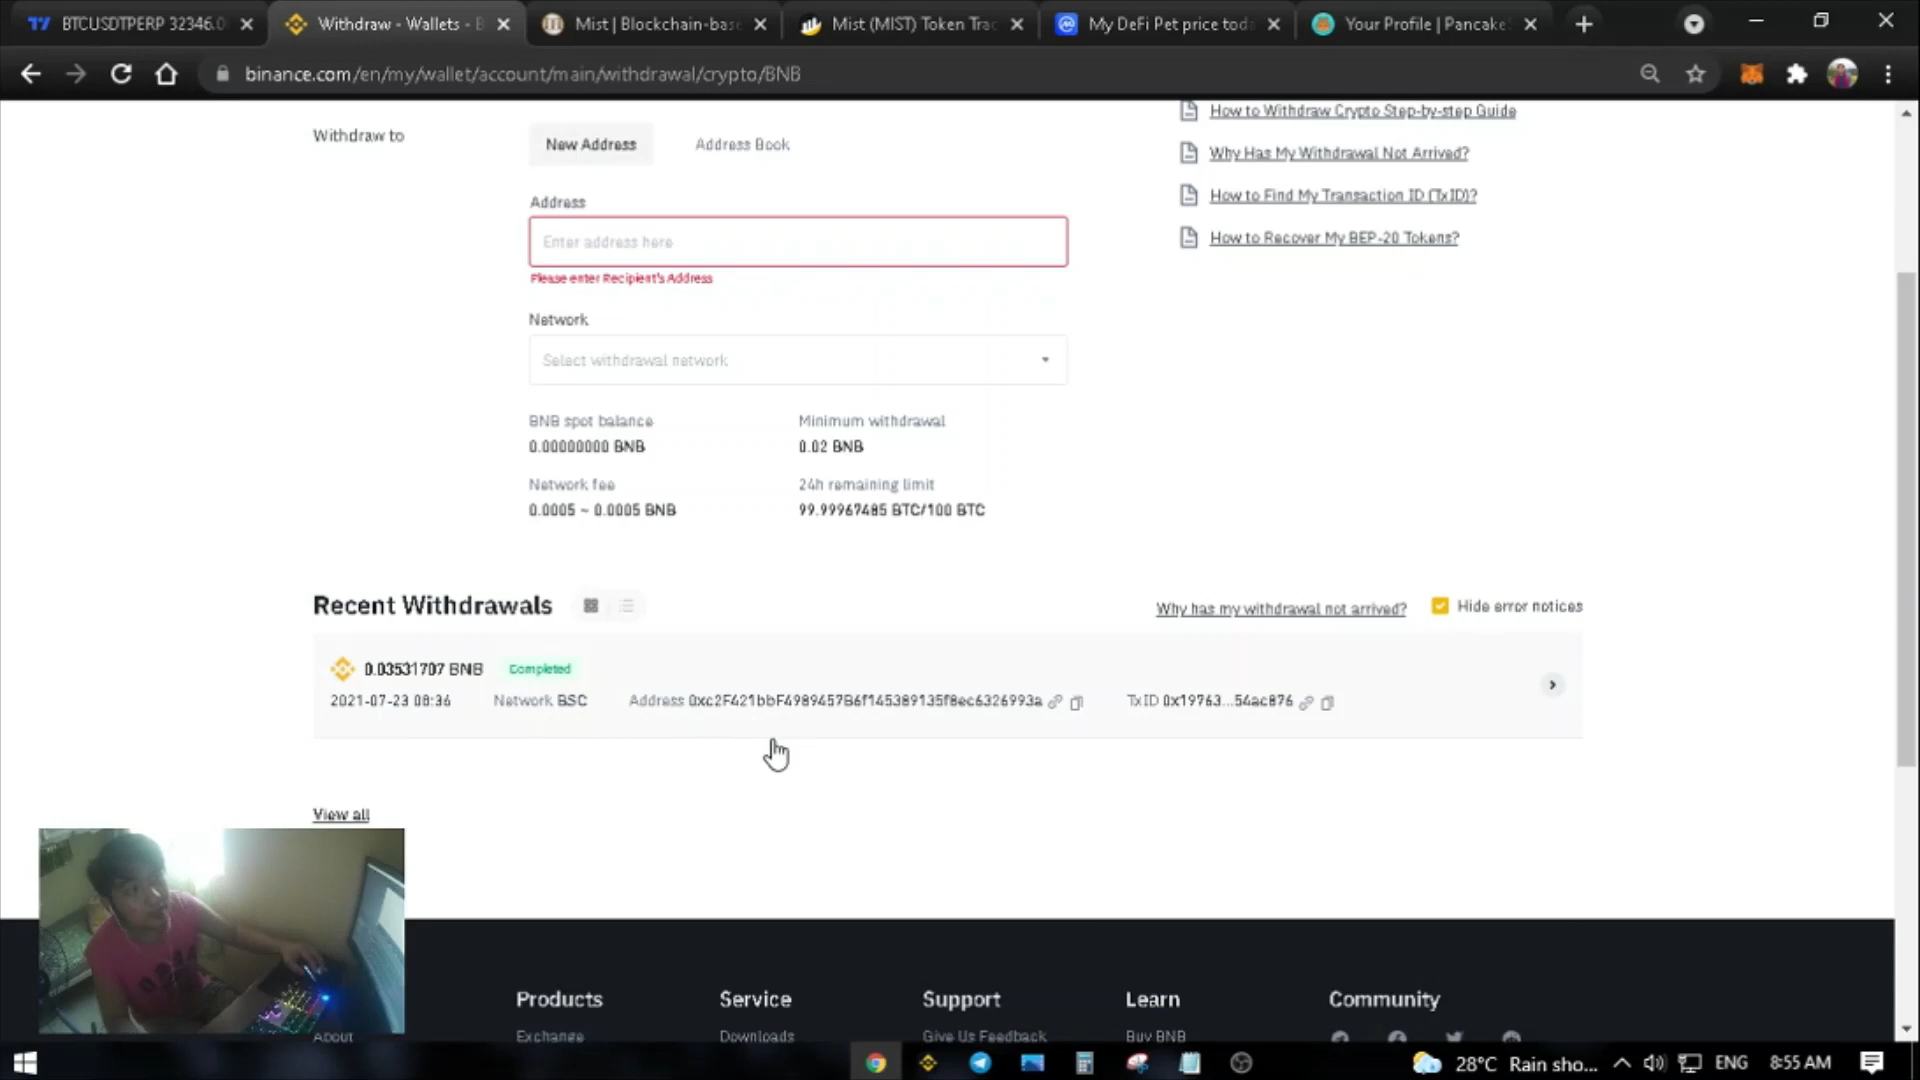 BTCUSDTPERP 32346.0
Withdraw - Wallets - B
Mist | Blockchain-base
Mist (MIST) Token Trac
My DeFi Pet price toda
Your Profile | PancakeS
binance.com/en/my/wallet/account/main/withdrawal/crypto/BNB
Withdraw to
New Address
Address Book
Address
Enter address here
Please enter Recipient's Address
Network
Select withdrawal network
BNB spot balance
0.00000000 BNB
Minimum withdrawal
0.02 BNB
Network fee
0.0005 ~ 0.0005 BNB
24h remaining limit
99.99967485 BTC/100 BTC
How to Withdraw Crypto Step-by-step Guide
Why Has My Withdrawal Not Arrived?
How to Find My Transaction ID (TxID)?
How to Recover My BEP-20 Tokens?
Recent Withdrawals
Why has my withdrawal not arrived?
Hide error notices
0.03531707 BNB Completed
2021-07-23 08:36 Network BSC Address 0xc2F421bbF4989457B6f145389135f8ec6326993a TxID 0x19763...54ac876
View all
Products
Service
Support
Learn
Community
About
Exchange
Downloads
Give Us Feedback
Buy BNB
28°C Rain sho...
ENG
8:55 AM